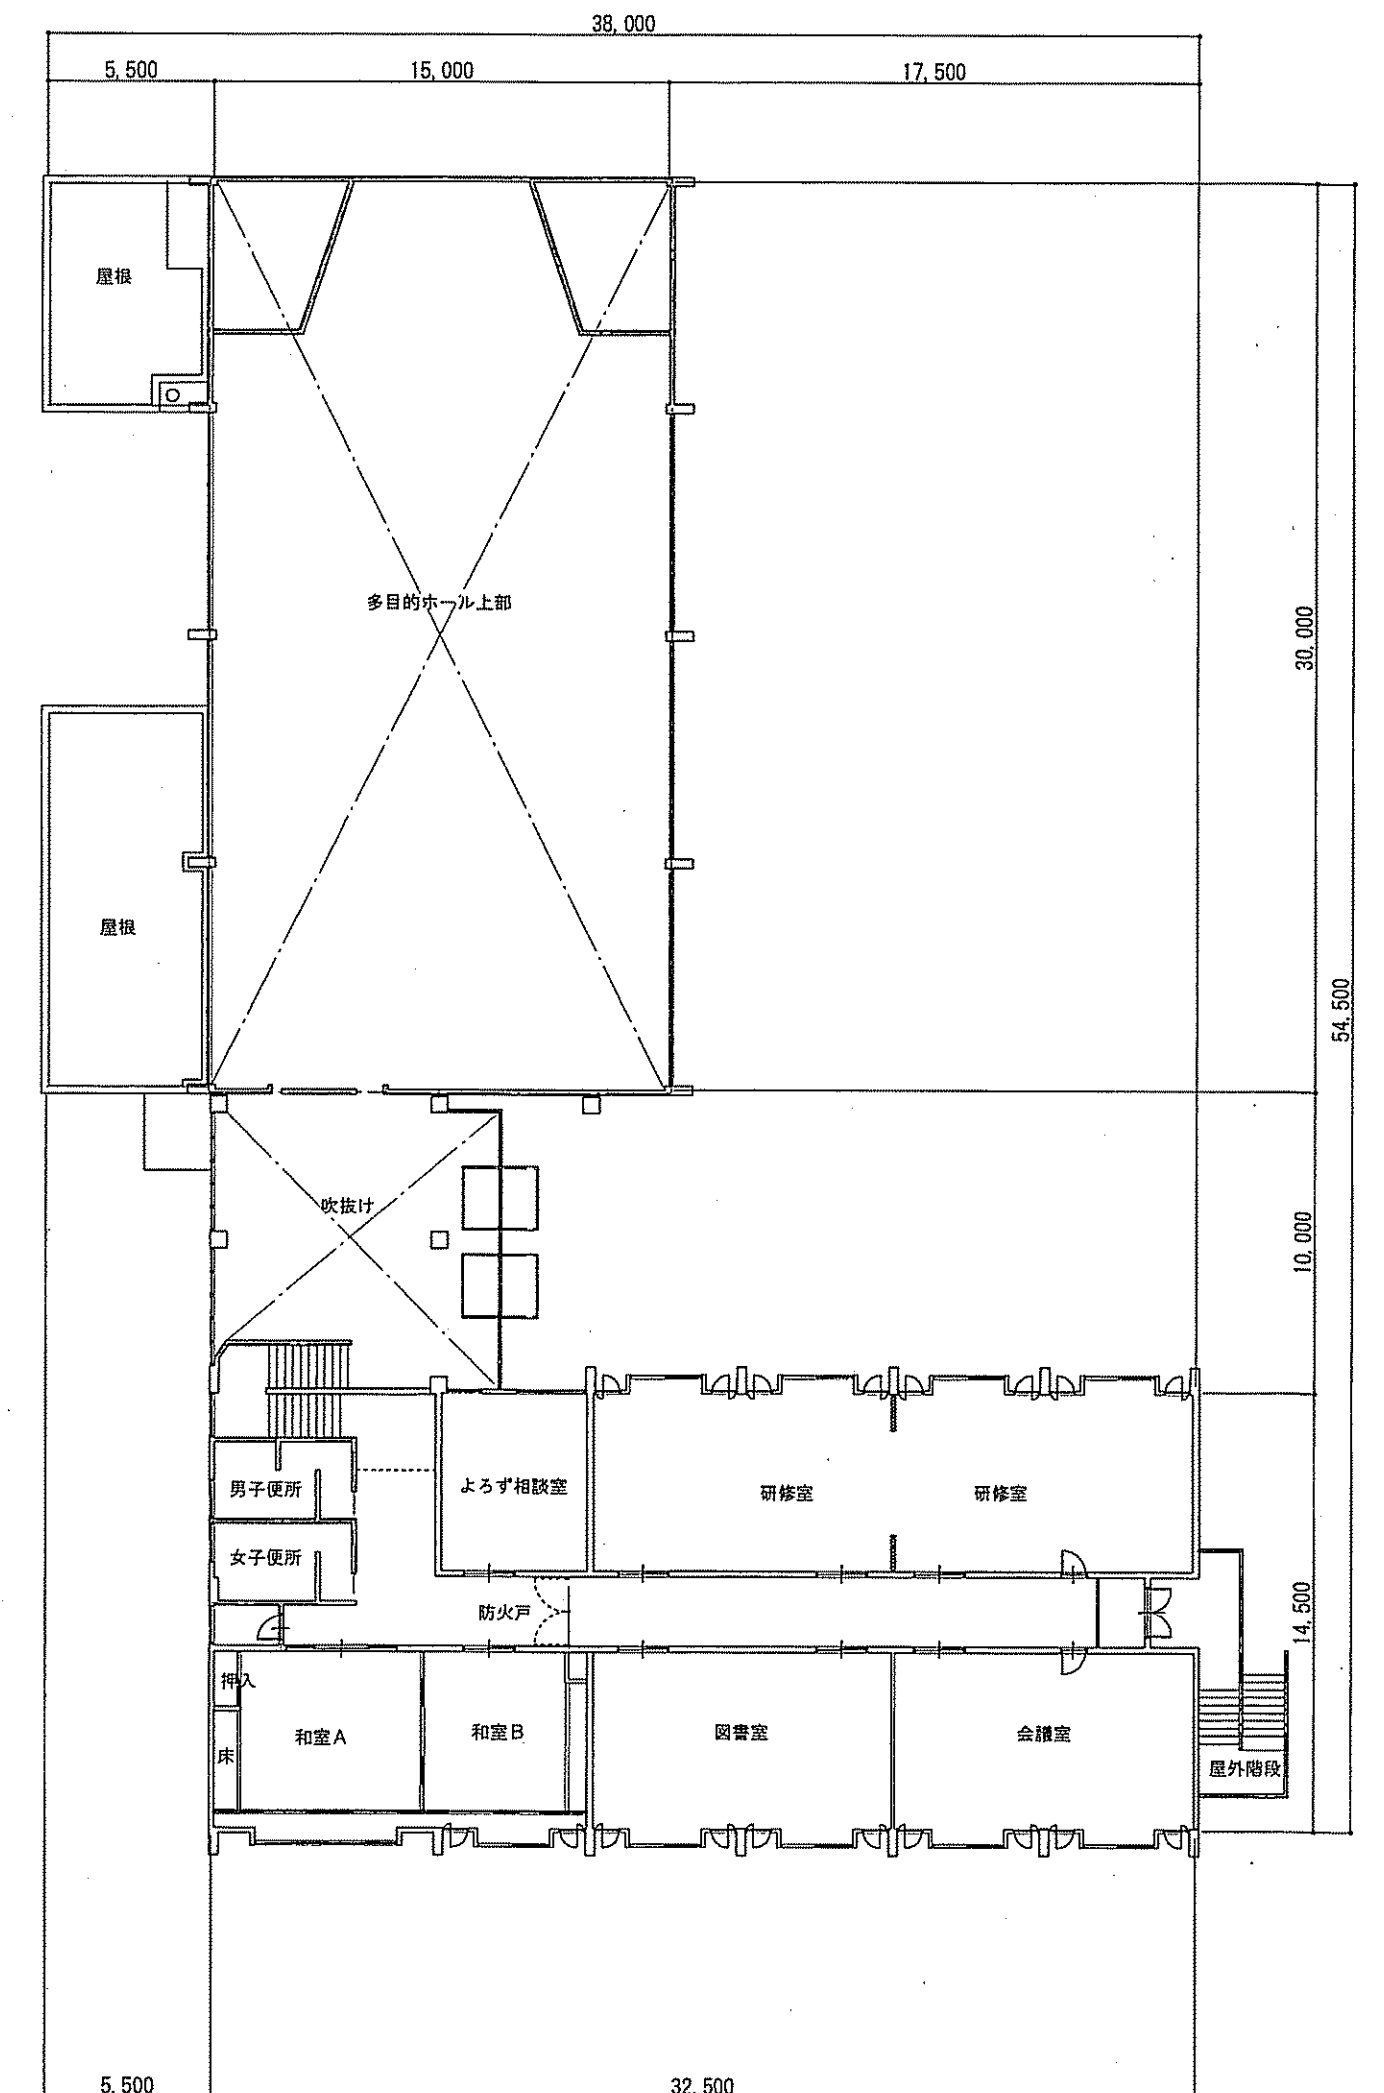 38,000
5,500
15,000
17,500
屋根
多目的ホール上部
30,000
屋根
54,500
吹抜け
10,000
よろず相談室
男子便所
研修室
研修室
女子便所
防火戸
14,500
押入
和室A
和室B
図書室
会議室
床
屋外階段
5,500
32,500